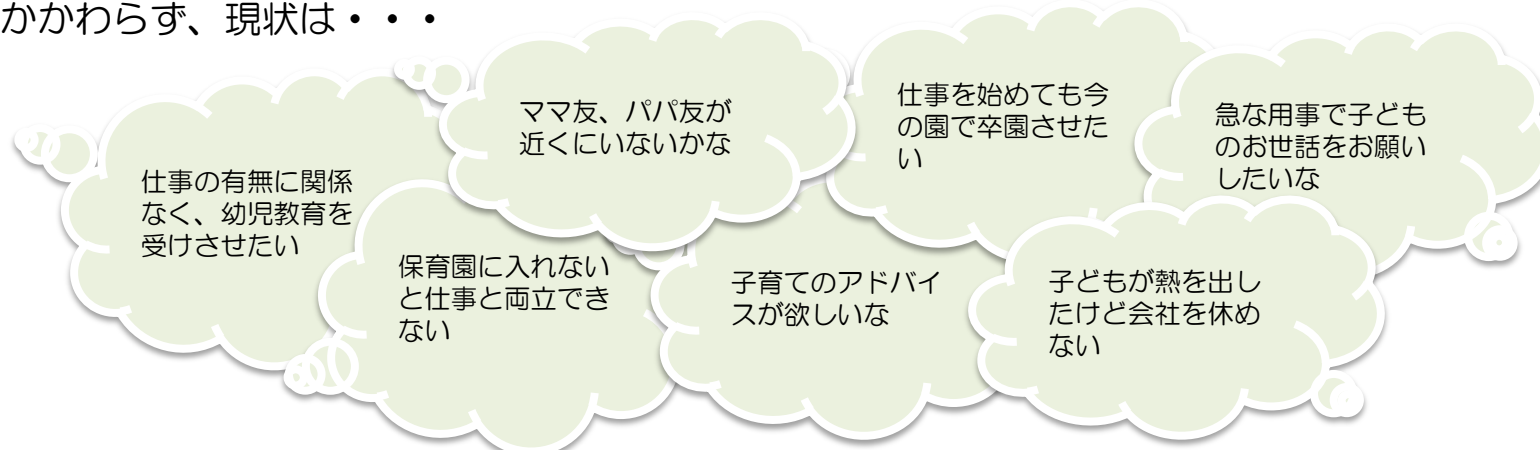 かかわらず、現状は・・・
仕事の有無に関係
なく、幼児教育を
受けさせたい
保育園に入れない
と仕事と両立でき
ない
ママ友、パパ友が
近くにいないかな
子育てのアドバイ
スが欲しいな
仕事を始めても今
の園で卒園させた
い
子どもが熱を出し
たけど会社を休め
ない
急な用事で子ども
のお世話をお願い
したいな